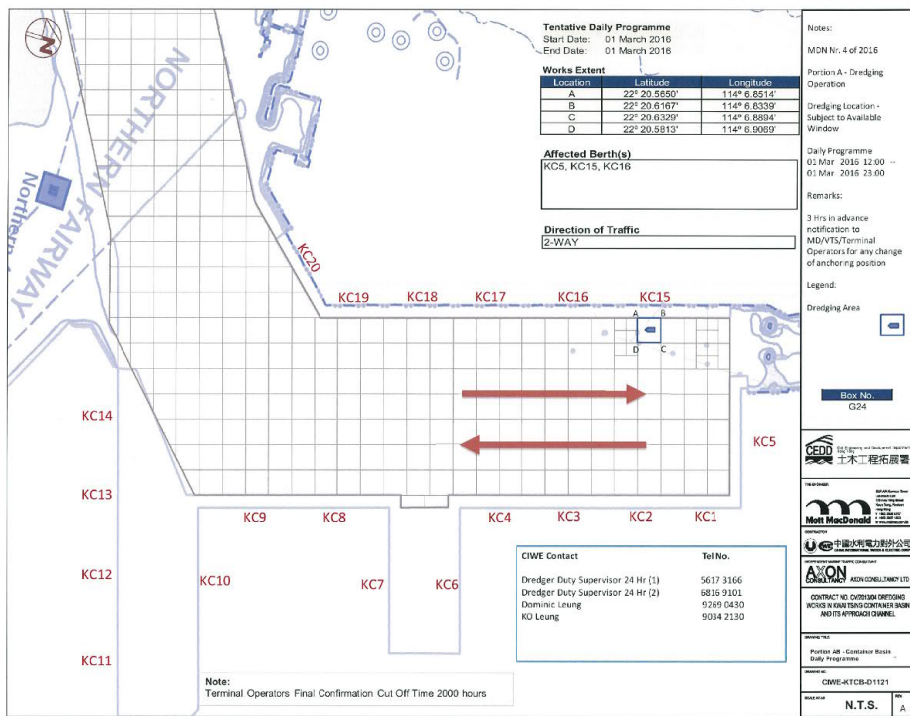 N
NORTHERN FAIRWAY
Northern
Tentative Daily Programme
Start Date: 01 March 2016
End Date: 01 March 2016
Works Extent
Location Latitude Longitude
A 22° 20.5650' 114° 6.8514'
B 22° 20.6167' 114° 6.8339'
C 22° 20.6329' 114° 6.8894'
D 22° 20.5813' 114° 6.9069'
Affected Berth(s)
KC5, KC15, KC16
Direction of Traffic
2-WAY
KC20
KC19 KC18 KC17 KC16 KC15
A B
D C
KC14
KC5
KC13
KC9 KC8 KC4 KC3 KC2 KC1
KC12 KC10 KC7 KC6
KC11
CIWE Contact Tel No.
Dredger Duty Supervisor 24 Hr (1) 5617 3166
Dredger Duty Supervisor 24 Hr (2) 6816 9101
Dominic Leung 9269 0430
KO Leung 9034 2130
Note:
Terminal Operators Final Confirmation Cut Off Time 2000 hours
Notes:
MDN Nr. 4 of 2016
Portion A - Dredging
Operation
Dredging Location -
Subject to Available
Window
Daily Programme
01 Mar 2016 12:00 --
01 Mar 2016 23:00
Remarks:
3 Hrs in advance
notification to
MD/VTS/Terminal
Operators for any change
of anchoring position
Legend:
Dredging Area
Box No.
G24
CEDD
土木工程拓展署
Mott MacDonald
CWE 中國水利電力對外公司
AXON
CONSULTANCY AXON CONSULTANCY LTD
CONTRACT NO. CV/2013/04 DREDGING
WORKS IN KWAI TSING CONTAINER BASIN
AND ITS APPROACH CHANNEL
DRAWING TITLE
Portion AB - Container Basin
Daily Programme
DRAWING NO.
CIWE-KTCB-D1121
N.T.S.
REV
A